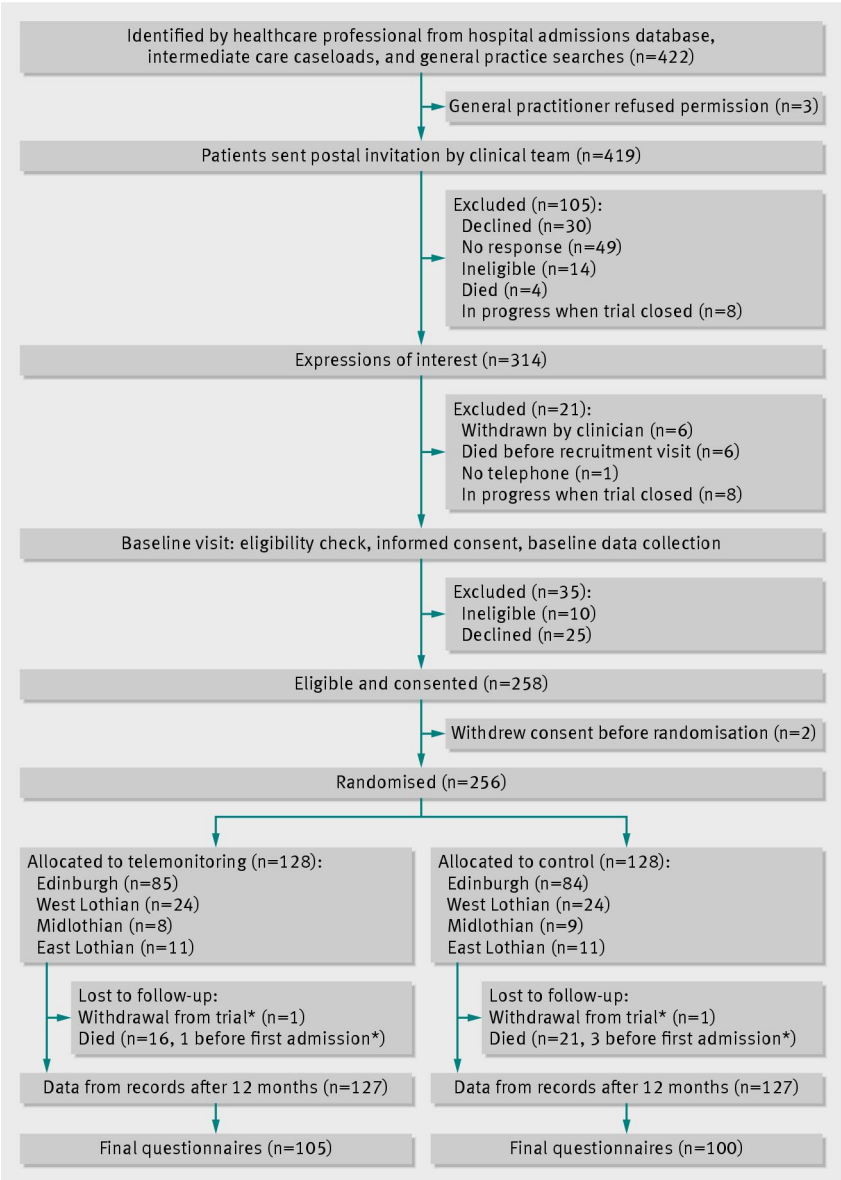 Identified by healthcare professional from hospital admissions database,
intermediate care caseloads, and general practice searches (n=422)
General practitioner refused permission (n=3)
Patients sent postal invitation by clinical team (n=419)
Excluded (n=105):
Declined (n=30)
No response (n=49)
Ineligible (n=14)
Died (n=4)
In progress when trial closed (n=8)
Expressions of interest (n=314)
Excluded (n=21):
Withdrawn by clinician (n=6)
Died before recruitment visit (n=6)
No telephone (n=1)
In progress when trial closed (n=8)
Baseline visit: eligibility check, informed consent, baseline data collection
Excluded (n=35):
Ineligible (n=10)
Declined (n=25)
Eligible and consented (n=258)
Withdrew consent before randomisation (n=2)
Randomised (n=256)
Allocated to telemonitoring (n=128):
Edinburgh (n=85)
West Lothian (n=24)
Midlothian (n=8)
East Lothian (n=11)
Lost to follow-up:
Withdrawal from trial* (n=1)
Died (n=16, 1 before first admission*)
Data from records after 12 months (n=127)
Final questionnaires (n=105)
Allocated to control (n=128):
Edinburgh (n=84)
West Lothian (n=24)
Midlothian (n=9)
East Lothian (n=11)
Lost to follow-up:
Withdrawal from trial* (n=1)
Died (n=21, 3 before first admission*)
Data from records after 12 months (n=127)
Final questionnaires (n=100)